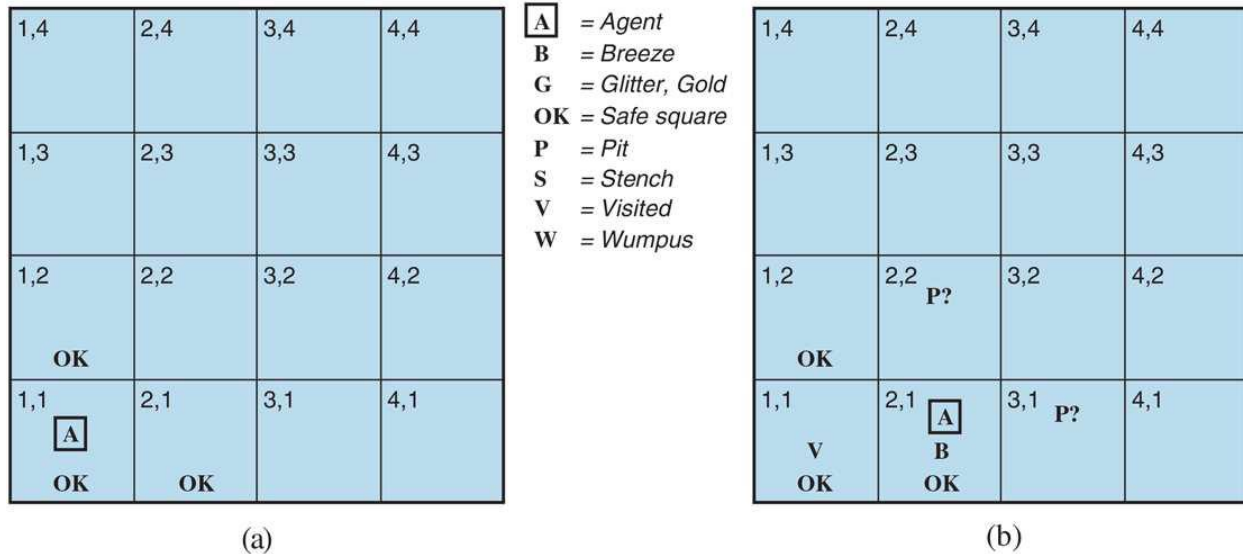 1,4 2,4 3,4 4,4
1,3 2,3 3,3 4,3
1,2 2,2 3,2 4,2
OK
1,1 2,1 3,1 4,1
A
OK OK
(a)
A = Agent
B = Breeze
G = Glitter, Gold
OK = Safe square
P = Pit
S = Stench
V = Visited
W = Wumpus
1,4 2,4 3,4 4,4
1,3 2,3 3,3 4,3
1,2 2,2 3,2 4,2
P?
OK
1,1 2,1 A 3,1 P? 4,1
V B
OK OK
(b)